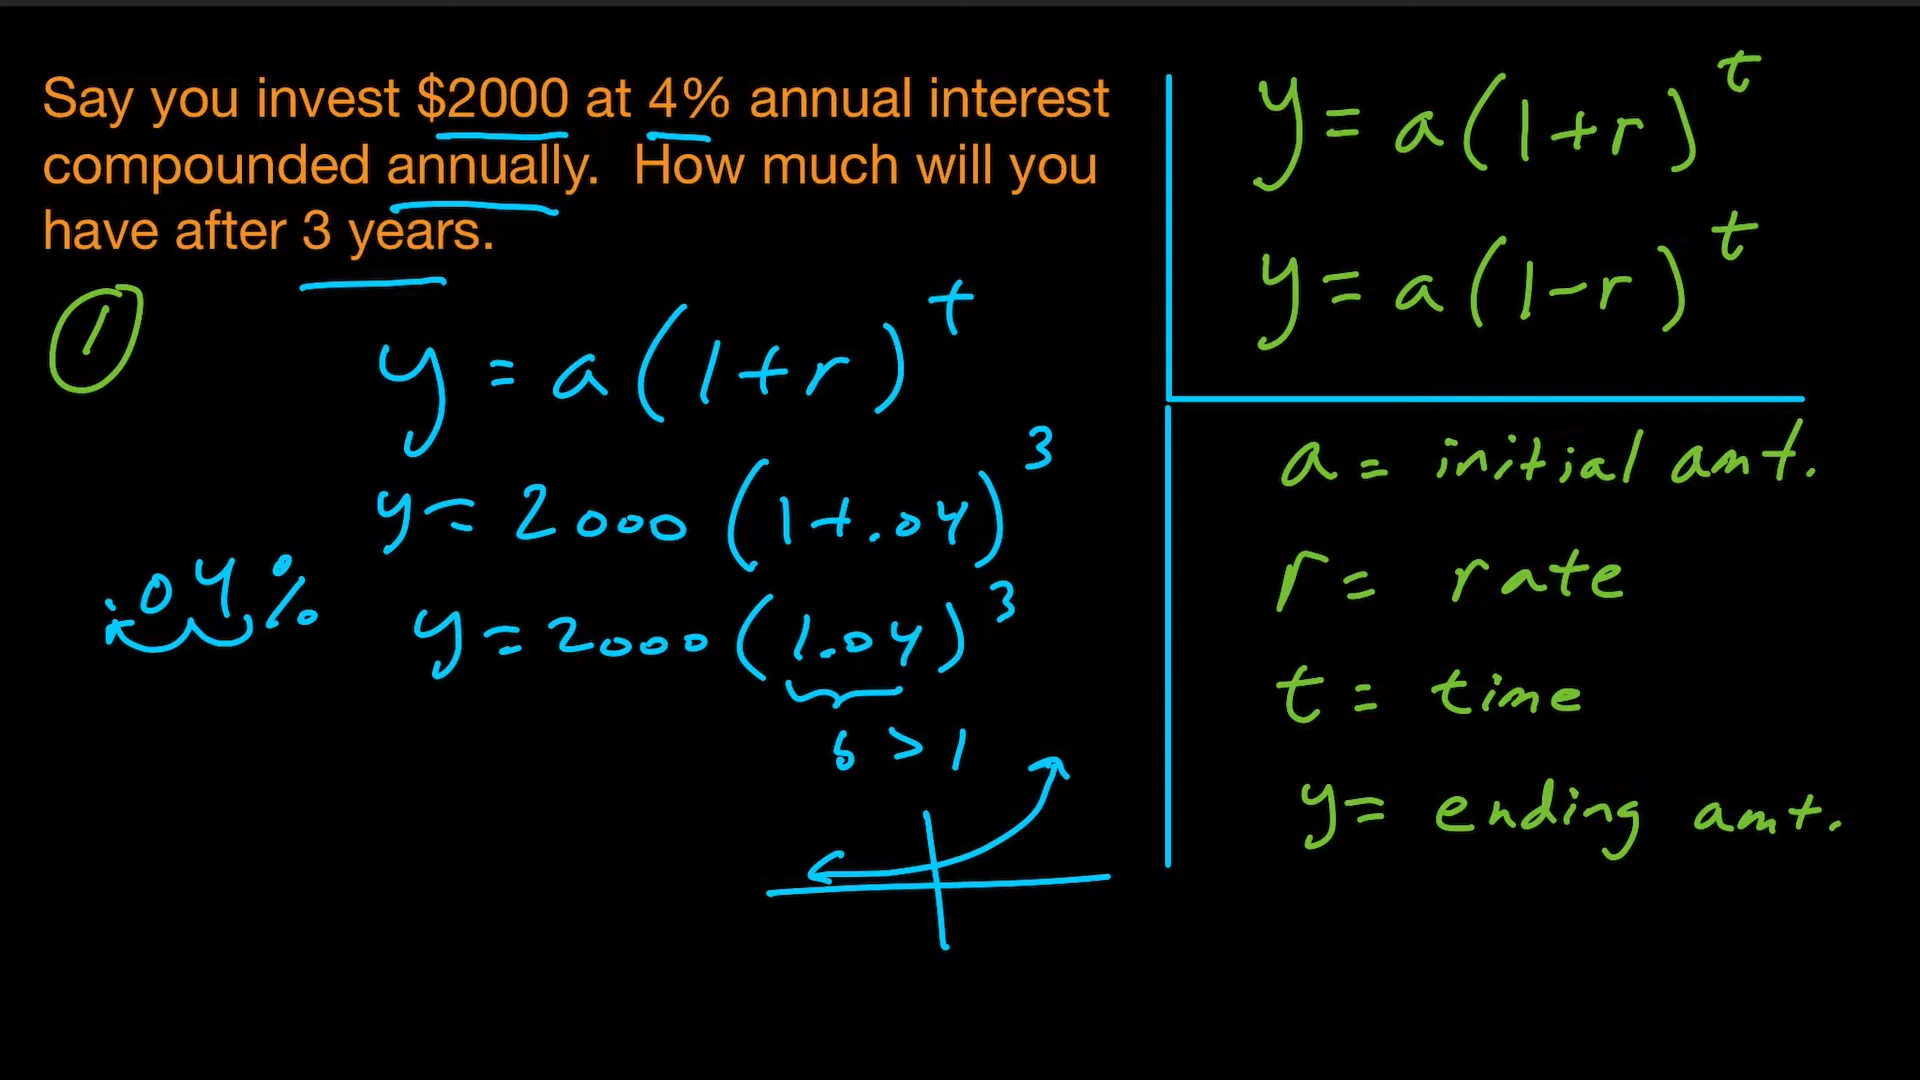 Say you invest $2000 at 4% annual interest
compounded annually. How much will you
have after 3 years.
1
y = a(1+r)^t
y = 2000(1+.04)^3
.04%
y = 2000(1.04)^3
b > 1
y = a(1+r)^t
y = a(1-r)^t
a = initial amt.
r = rate
t = time
y = ending amt.